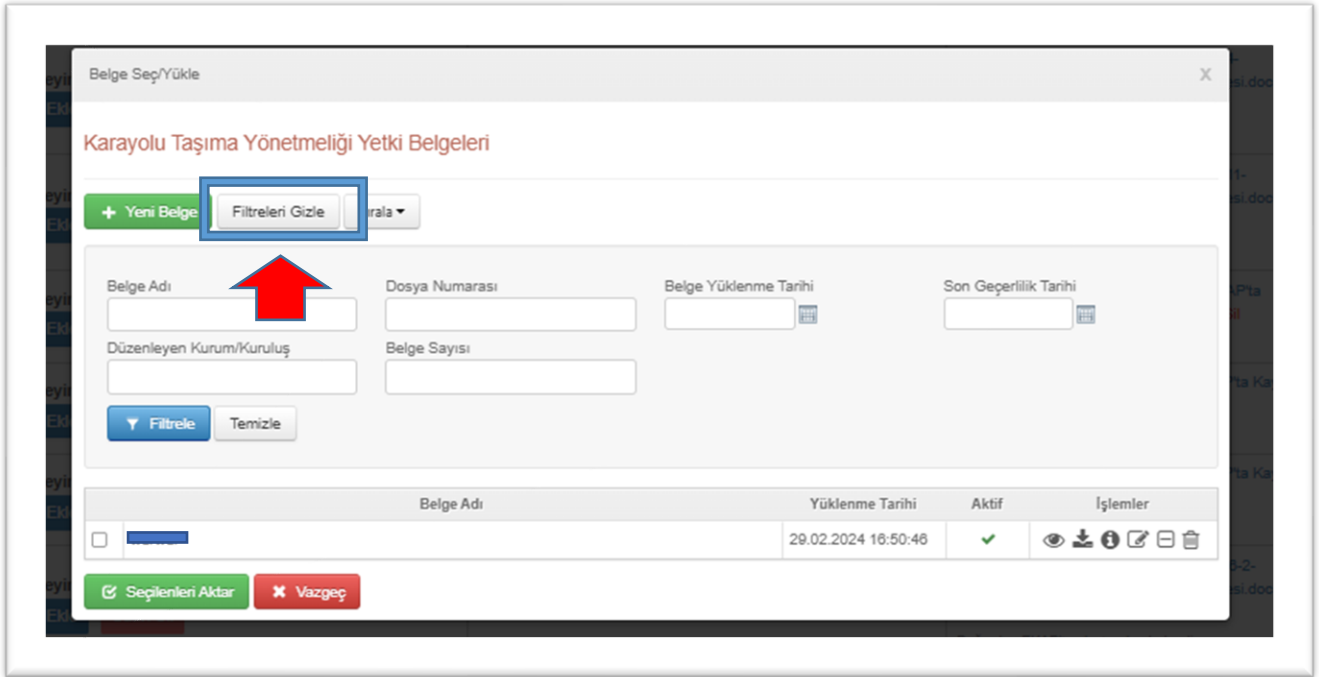 Belge Seç/Yükle X
Karayolu Taşıma Yönetmeliği Yetki Belgeleri
+ Yeni Belge Filtreleri Gizle ırala
Belge Adı Dosya Numarası Belge Yüklenme Tarihi Son Geçerlilik Tarihi
Düzenleyen Kurum/Kuruluş Belge Sayısı
Filtrele Temizle
Belge Adı Yüklenme Tarihi Aktif İşlemler
29.02.2024 16:50:46
Seçilenleri Aktar Vazgeç